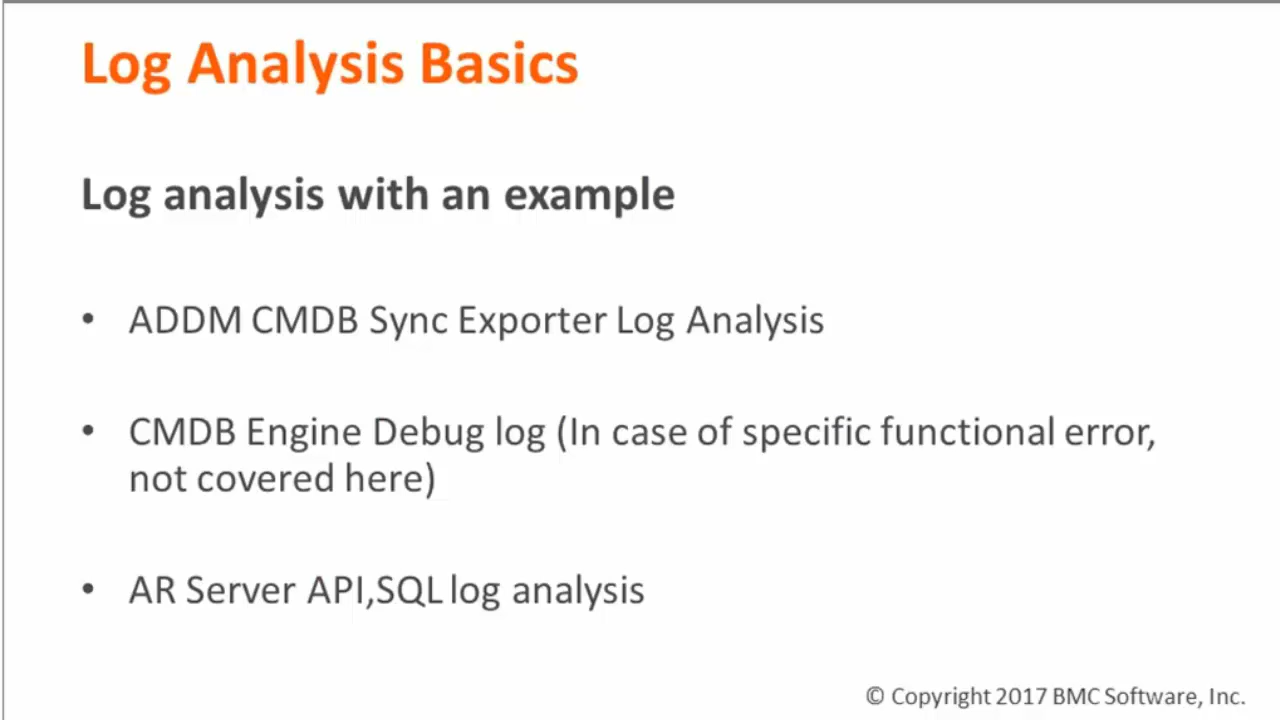 Log Analysis Basics
Log analysis with an example
• ADDM CMDB Sync Exporter Log Analysis
• CMDB Engine Debug log (In case of specific functional error,
not covered here)
• AR Server API,SQL log analysis
© Copyright 2017 BMC Software, Inc.